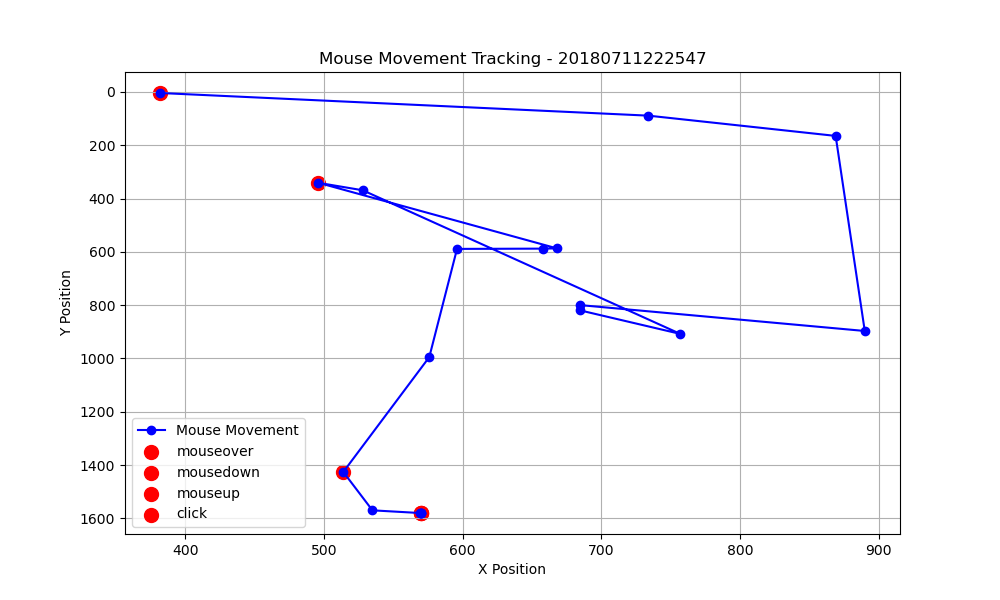 Mouse Movement Tracking - 20180711222547
Y Position
0
200
400
600
800
1000
1200
1400
1600
Mouse Movement
mouseover
mousedown
mouseup
click
400 500 600 700 800 900
X Position